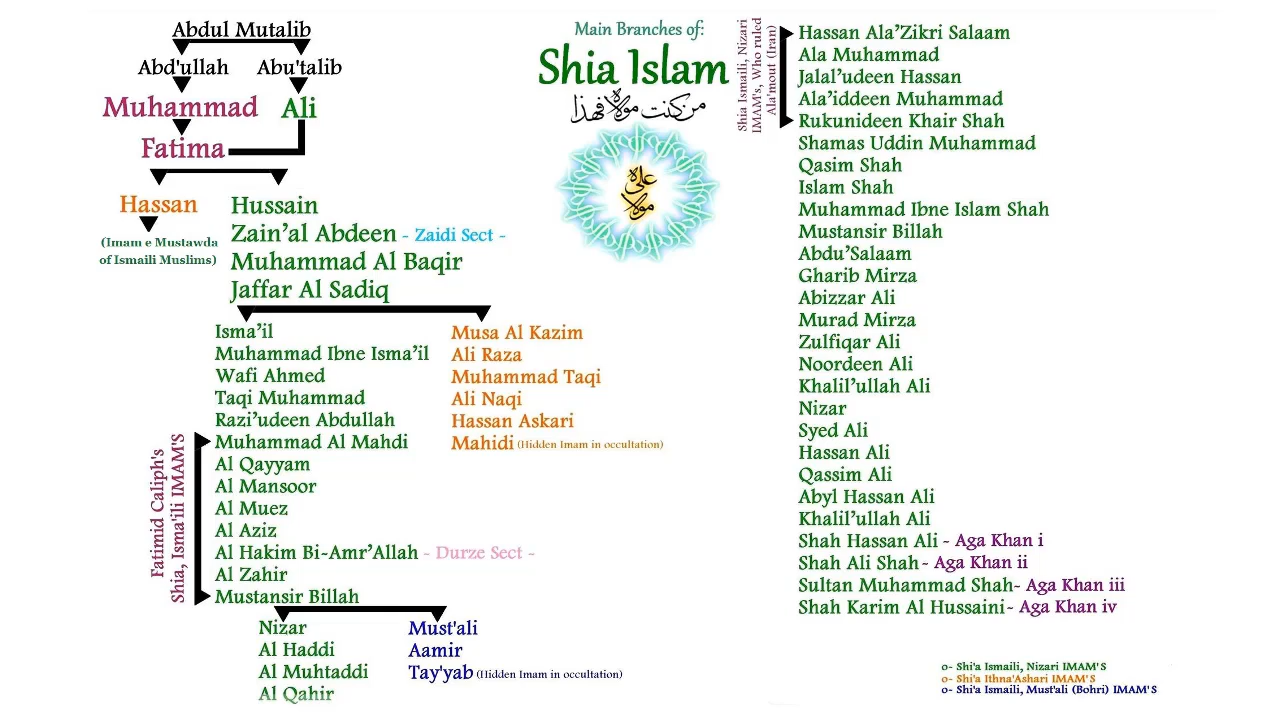 Abdul Mutalib
Abd'ullah
Abu'talib
Muhammad
Ali
Fatima
Hassan
(Imam e Mustawda
of Ismaili Muslims)
Hussain
Zain'al Abdeen - Zaidi Sect -
Muhammad Al Baqir
Jaffar Al Sadiq
Isma'il
Muhammad Ibne Isma'il
Wafi Ahmed
Taqi Muhammad
Razi'udeen Abdullah
Muhammad Al Mahdi
Al Qayyam
Al Mansoor
Al Muez
Al Aziz
Al Hakim Bi-Amr'Allah - Durze Sect -
Al Zahir
Mustansir Billah
Fatimid Caliph's
Shia, Isma'ili IMAM'S
Musa Al Kazim
Ali Raza
Muhammad Taqi
Ali Naqi
Hassan Askari
Mahidi (Hidden Imam in occultation)
Nizar
Al Haddi
Al Muhtaddi
Al Qahir
Must'ali
Aamir
Tay'yab (Hidden Imam in occultation)
Main Branches of:
Shia Islam
من كنت مولاه فهذا
علي
مولاه
Shia Ismaili, Nizari
IMAM's, Who ruled
Ala'mout (Iran)
Hassan Ala'Zikri Salaam
Ala Muhammad
Jalal'udeen Hassan
Ala'iddeen Muhammad
Rukunideen Khair Shah
Shamas Uddin Muhammad
Qasim Shah
Islam Shah
Muhammad Ibne Islam Shah
Mustansir Billah
Abdu'Salaam
Gharib Mirza
Abizzar Ali
Murad Mirza
Zulfiqar Ali
Noordeen Ali
Khalil'ullah Ali
Nizar
Syed Ali
Hassan Ali
Qassim Ali
Abyl Hassan Ali
Khalil'ullah Ali
Shah Hassan Ali - Aga Khan i
Shah Ali Shah - Aga Khan ii
Sultan Muhammad Shah- Aga Khan iii
Shah Karim Al Hussaini- Aga Khan iv
o- Shi'a Ismaili, Nizari IMAM'S
o- Shi'a Ithna'Ashari IMAM'S
o- Shi'a Ismaili, Must'ali (Bohri) IMAM'S